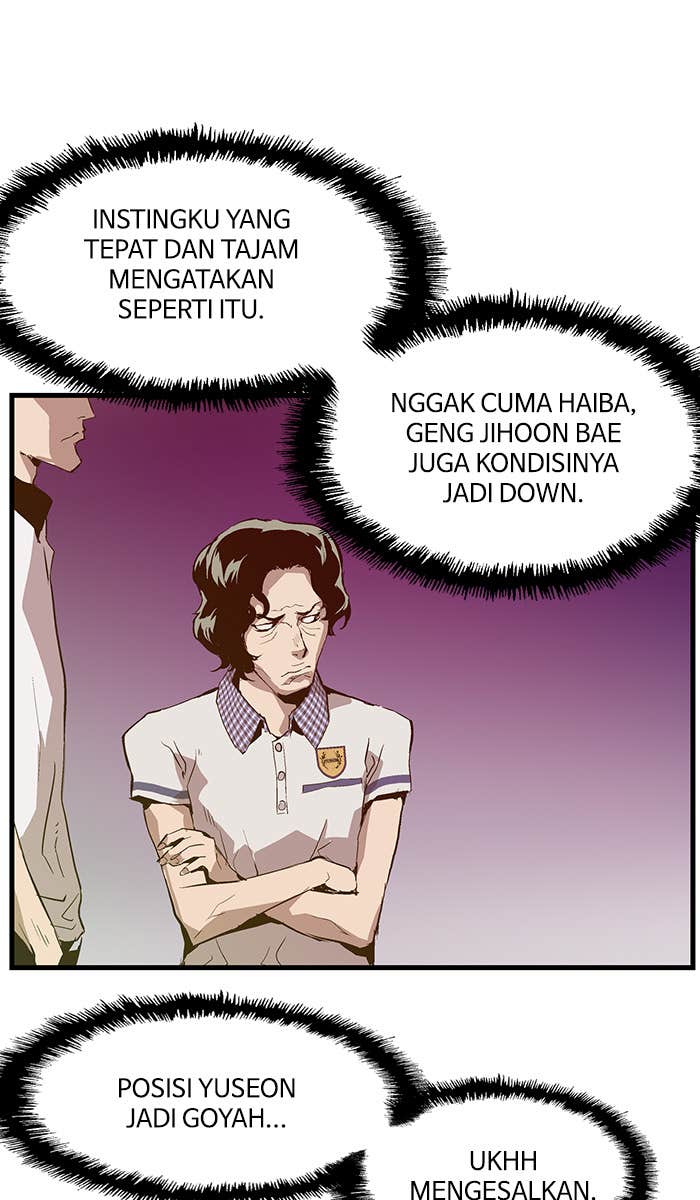 INSTINGKU YANG
TEPAT DAN TAJAM
MENGATAKAN
SEPERTI ITU.
NGGAK CUMA HAIBA,
GENG JIHOON BAE
JUGA KONDISINYA
JADI DOWN.
POSISI YUSEON
JADI GOYAH...
UKHH
MENGESALKAN.